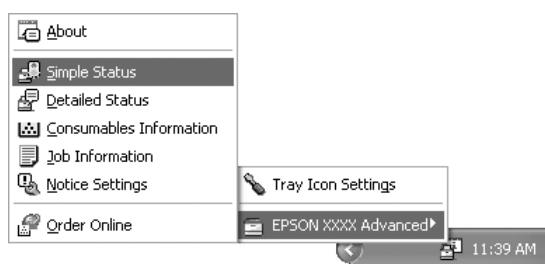 About
Simple Status
Detailed Status
Consumables Information
Job Information
Notice Settings
Order Online
Tray Icon Settings
EPSON XXXX Advanced
11:39 AM